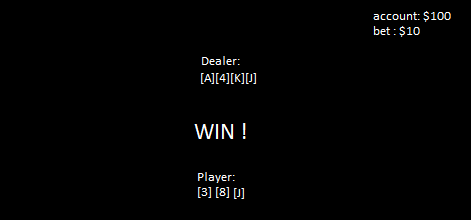 account: $100
bet : $10
Dealer:
[A][4][K][J]
WIN !
Player:
[3] [8] [J]